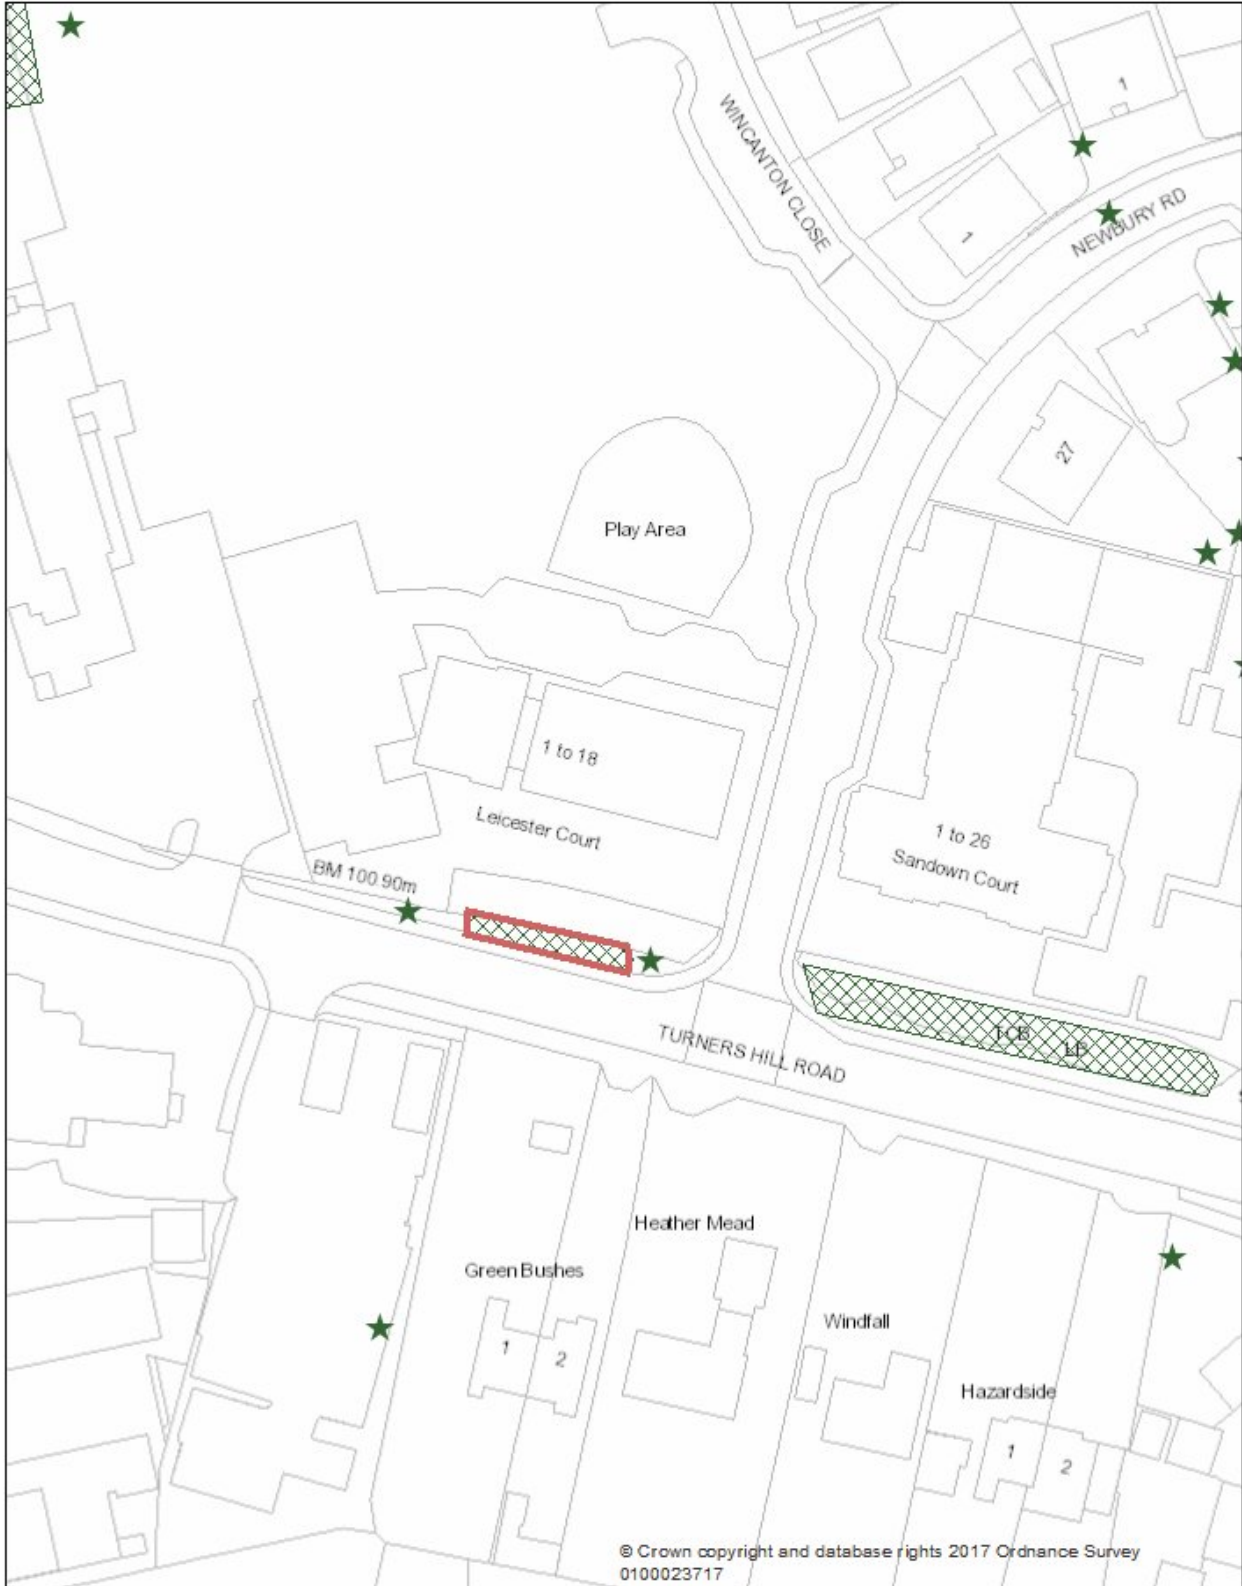 1
WINCANTON CLOSE
NEWBURY RD
1
27
Play Area
1 to 18
Leicester Court
1 to 26
Sandown Court
BM 100.90m
TCB
LB
TURNERS HILL ROAD
Heather Mead
Green Bushes
Windfall
1
2
Hazardside
1
2
© Crown copyright and database rights 2017 Ordnance Survey
0100023717